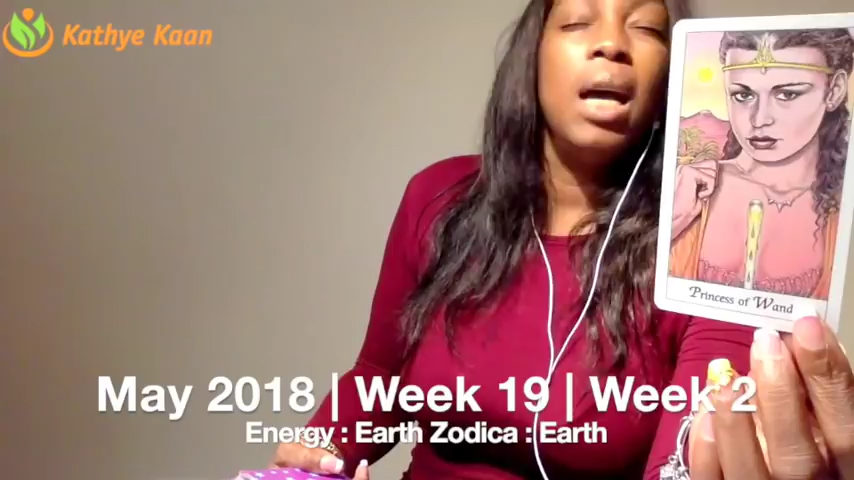 Kathye Kaan
Princess of Wand
May 2018 | Week 19 | Week 2
Energy : Earth Zodica : Earth